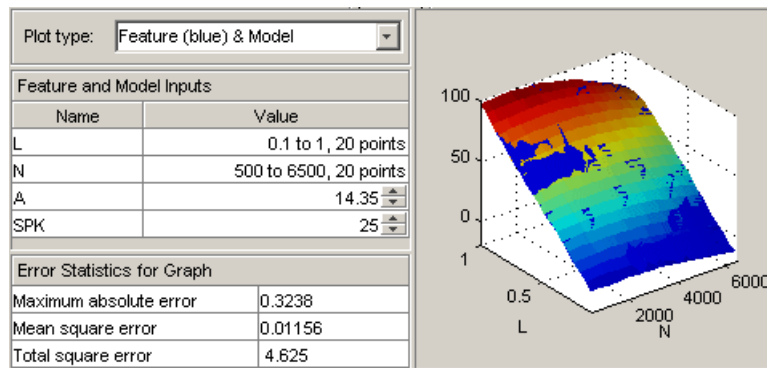 Plot type: Feature (blue) & Model
Feature and Model Inputs
Name Value
L 0.1 to 1, 20 points
N 500 to 6500, 20 points
A 14.35
SPK 25
Error Statistics for Graph
Maximum absolute error 0.3238
Mean square error 0.01156
Total square error 4.625
100
50
0
1
0.5
L
2000
4000
6000
N